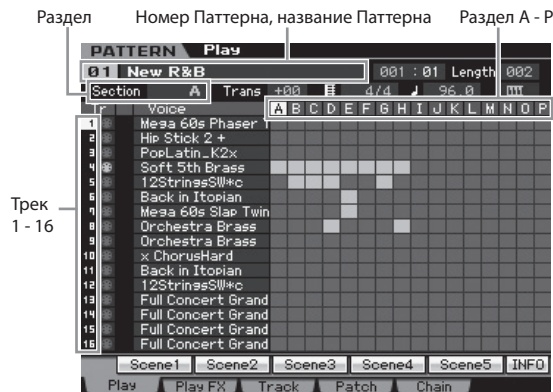 Раздел
Номер Паттерна, название Паттерна
Раздел A - P
PATTERN Play
01 New R&B 001 : 01 Length 002
Section A Trans +00 4/4 96.0
Tr Voice A B C D E F G H I J K L M N O P
1 Mega 60s Phaser T
2 Hip Stick 2 +
3 PopLatin_K2x
4 Soft 5th Brass
5 12StringsSW*c
6 Back in Itopian
7 Mega 60s Slap Twin
8 Orchestra Brass
9 Orchestra Brass
10 x ChorusHard
11 Back in Itopian
12 12StringsSW*c
13 Full Concert Grand
14 Full Concert Grand
15 Full Concert Grand
16 Full Concert Grand
Трек
1 - 16
Scene1 Scene2 Scene3 Scene4 Scene5 INFO
Play Play FX Track Patch Chain